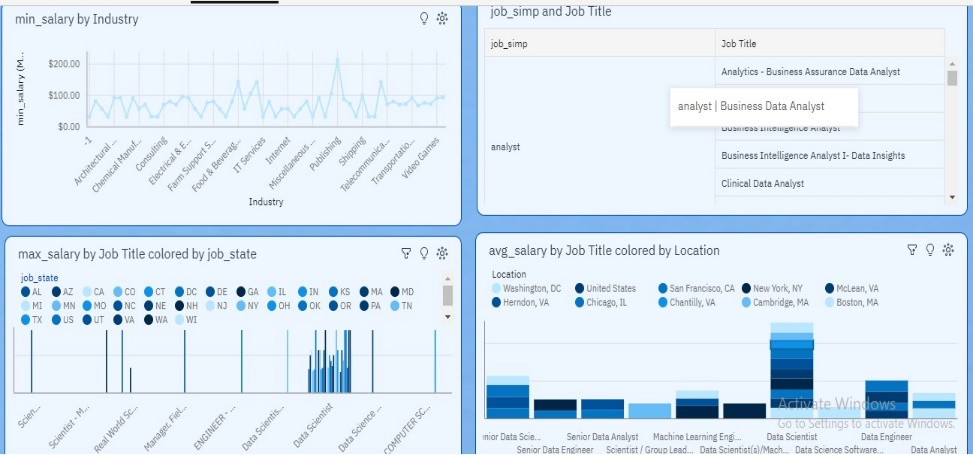 min_salary by Industry
min_salary (M...
$200.00
$100.00
$0.00
-1
Architectural ...
Chemical Manuf...
Consulting
Electrical & E...
Farm Support S...
Food & Beverag...
IT Services
Internet
Miscellaneous ...
Publishing
Shipping
Telecommunica...
Transportatio...
Video Games
Industry
job_simp and Job Title
job_simp Job Title
Analytics - Business Assurance Data Analyst
analyst | Business Data Analyst
Business Intelligence Analyst
analyst
Business Intelligence Analyst I- Data Insights
Clinical Data Analyst
max_salary by Job Title colored by job_state
job_state
AL AZ CA CO CT DC DE GA IL IN KS MA MD
MI MN MO NC NE NH NJ NY OH OK OR PA TN
TX US UT VA WA WI
Scien...
Scientist - M...
Real World Sc...
Manager, Fiel...
ENGINEER - ...
Data Scientis...
Data Scientist
Data Science ...
COMPUTER SC...
avg_salary by Job Title colored by Location
Location
Washington, DC United States San Francisco, CA New York, NY McLean, VA
Herndon, VA Chicago, IL Chantilly, VA Cambridge, MA Boston, MA
Activate Windows
Go to Settings to activate Windows.
nior Data Scie... Senior Data Analyst Machine Learning Engi... Data Scientist Data Engineer
Senior Data Engineer Scientist / Group Lead... Data Scientist(s)/Mach... Data Science Software... Data Analyst